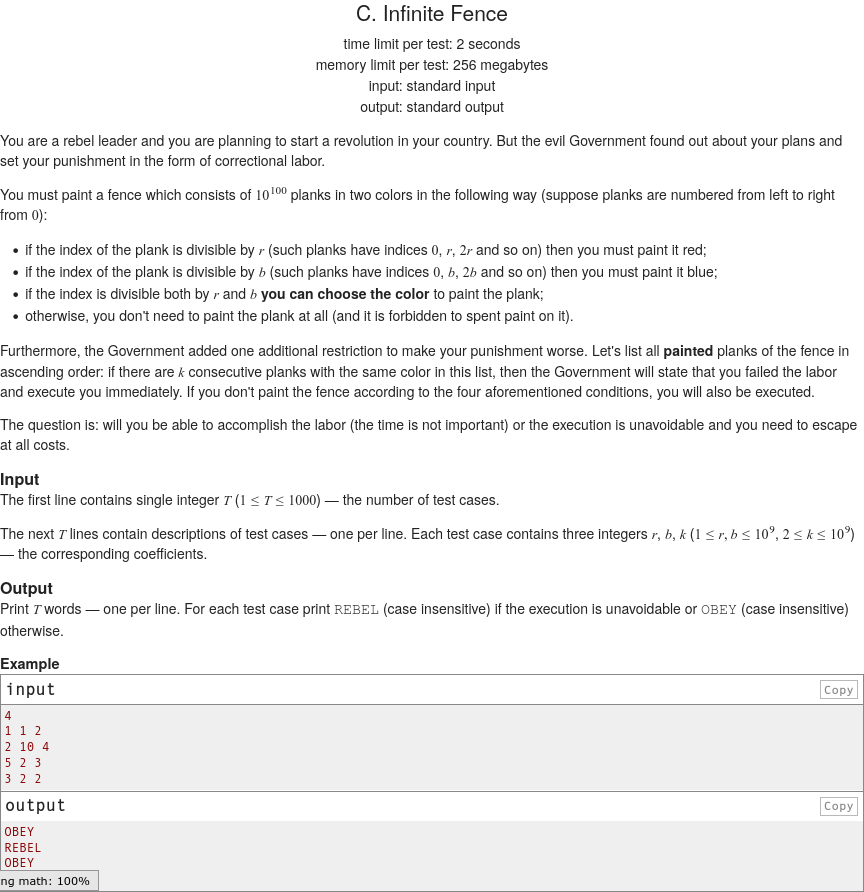 C. Infinite Fence
time limit per test: 2 seconds
memory limit per test: 256 megabytes
input: standard input
output: standard output
You are a rebel leader and you are planning to start a revolution in your country. But the evil Government found out about your plans and
set your punishment in the form of correctional labor.
You must paint a fence which consists of 10^100 planks in two colors in the following way (suppose planks are numbered from left to right
from 0):
• if the index of the plank is divisible by r (such planks have indices 0, r, 2r and so on) then you must paint it red;
• if the index of the plank is divisible by b (such planks have indices 0, b, 2b and so on) then you must paint it blue;
• if the index is divisible both by r and b you can choose the color to paint the plank;
• otherwise, you don't need to paint the plank at all (and it is forbidden to spent paint on it).
Furthermore, the Government added one additional restriction to make your punishment worse. Let's list all painted planks of the fence in
ascending order: if there are k consecutive planks with the same color in this list, then the Government will state that you failed the labor
and execute you immediately. If you don't paint the fence according to the four aforementioned conditions, you will also be executed.
The question is: will you be able to accomplish the labor (the time is not important) or the execution is unavoidable and you need to escape
at all costs.
Input
The first line contains single integer T (1 ≤ T ≤ 1000) — the number of test cases.
The next T lines contain descriptions of test cases — one per line. Each test case contains three integers r, b, k (1 ≤ r, b ≤ 10^9, 2 ≤ k ≤ 10^9)
— the corresponding coefficients.
Output
Print T words — one per line. For each test case print REBEL (case insensitive) if the execution is unavoidable or OBEY (case insensitive)
otherwise.
Example
input Copy
4
1 1 2
2 10 4
5 2 3
3 2 2
output Copy
OBEY
REBEL
OBEY
ng math: 100%